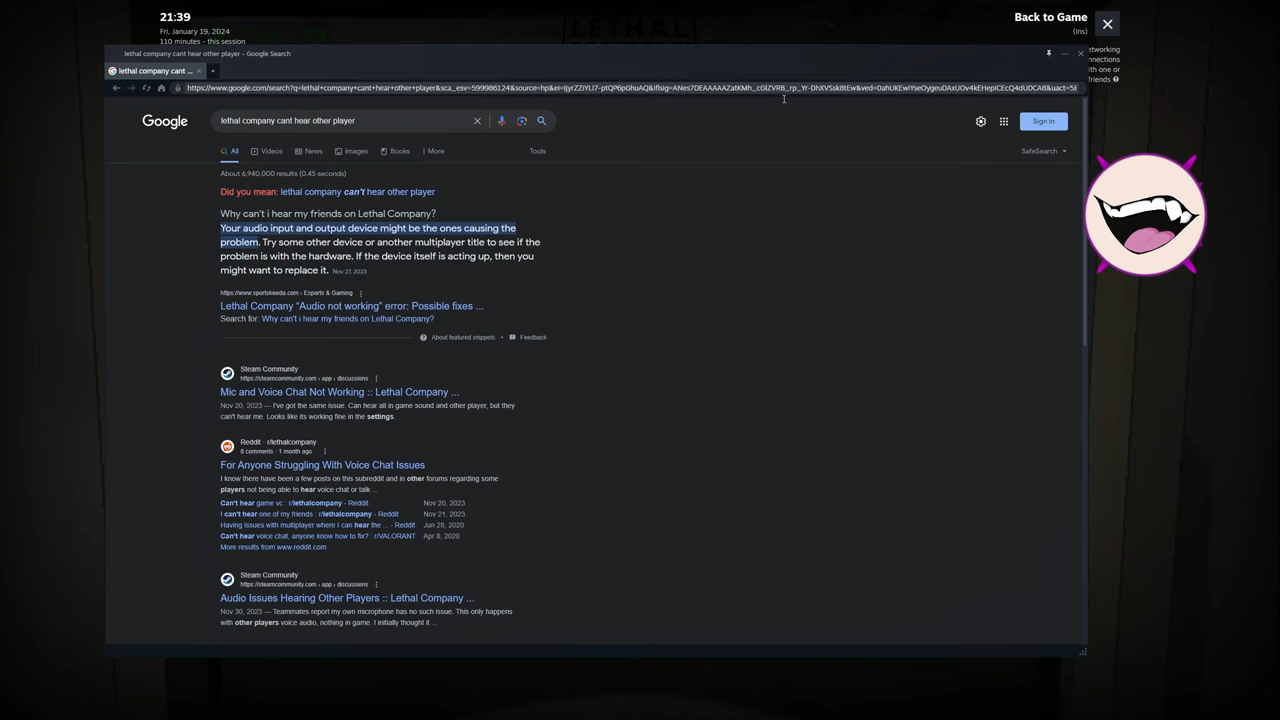 21:39
Fri, January 19, 2024
110 minutes - this session
LETHAL
Back to Game
(Ins)
lethal company cant hear other player - Google Search
lethal company cant ...
etworking
nnections
with one or
friends
Google
lethal company cant hear other player
Sign in
All
Videos
News
Images
Books
More
Tools
SafeSearch
About 6,940,000 results (0.45 seconds)
Did you mean: lethal company can't hear other player
Why can't i hear my friends on Lethal Company?
Your audio input and output device might be the ones causing the
problem. Try some other device or another multiplayer title to see if the
problem is with the hardware. If the device itself is acting up, then you
might want to replace it. Nov 27, 2023
https://www.sportskeeda.com › Esports & Gaming
Lethal Company “Audio not working” error: Possible fixes ...
Search for: Why can't i hear my friends on Lethal Company?
About featured snippets • Feedback
Steam Community
https://steamcommunity.com › app › discussions
Mic and Voice Chat Not Working :: Lethal Company ...
Nov 20, 2023 — I've got the same issue. Can hear all in game sound and other player, but they
can't hear me. Looks like its working fine in the settings.
Reddit · r/lethalcompany
8 comments · 1 month ago
For Anyone Struggling With Voice Chat Issues
I know there have been a few posts on this subreddit and in other forums regarding some
players not being able to hear voice chat or talk ...
Can't hear game vc : r/lethalcompany - Reddit Nov 20, 2023
I can't hear one of my friends : r/lethalcompany - Reddit Nov 21, 2023
Having issues with multiplayer where I can hear the ... - Reddit Jun 28, 2020
Can't hear voice chat, anyone know how to fix? : r/VALORANT Apr 8, 2020
More results from www.reddit.com
Steam Community
https://steamcommunity.com › app › discussions
Audio Issues Hearing Other Players :: Lethal Company ...
Nov 30, 2023 — Teammates report my own microphone has no such issue. This only happens
with other players voice audio, nothing in game. I initially thought it ...